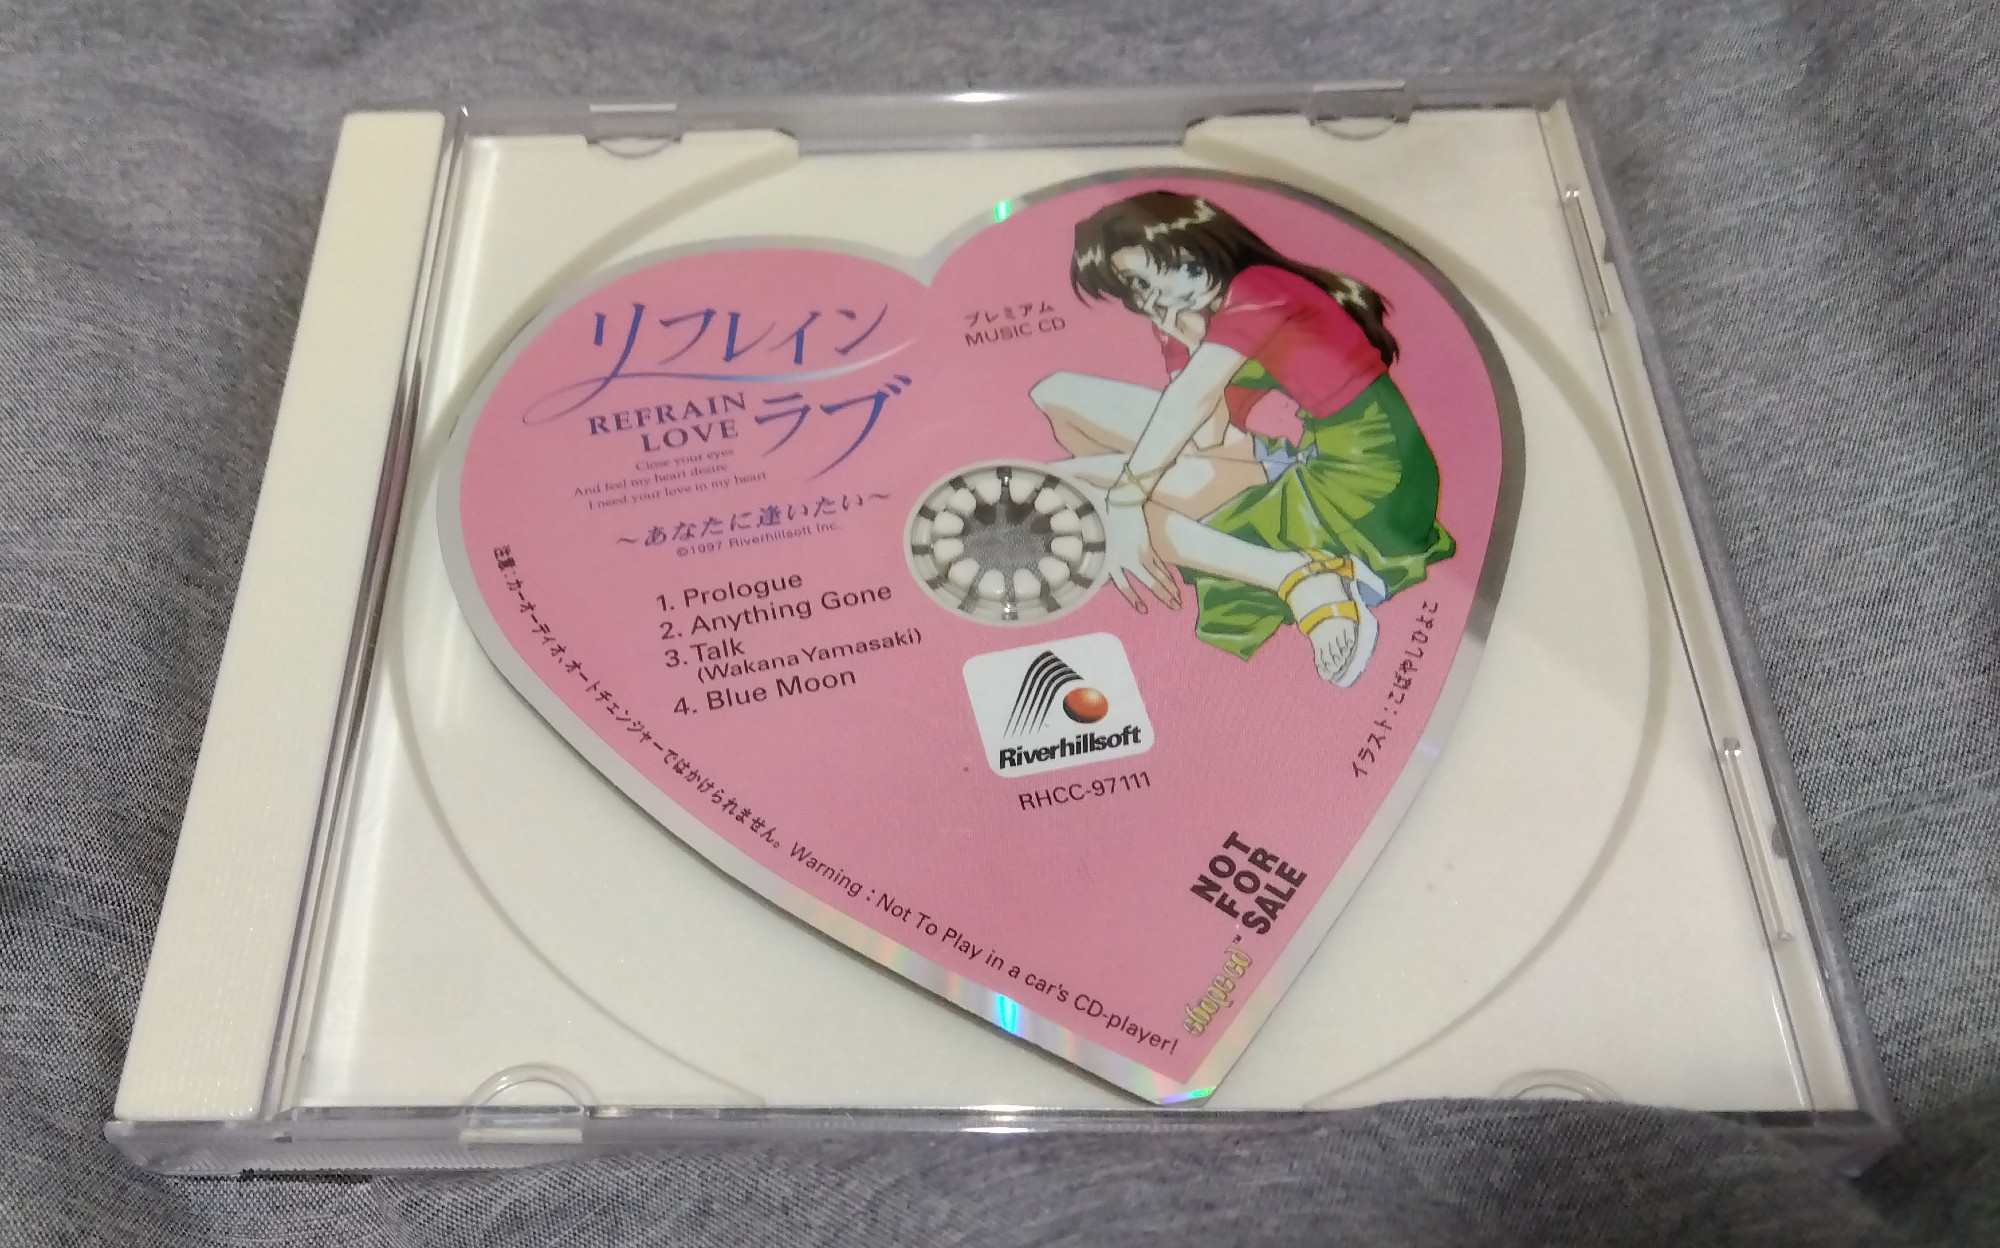 リフレイン
ラブ
REFRAIN
LOVE
Close your eyes
And feel my heart desire
I need your love in my heart
～あなたに逢いたい～
©1997 Riverhillsoft Inc.
プレミアム
MUSIC CD
1. Prologue
2. Anything Gone
3. Talk
(Wakana Yamasaki)
4. Blue Moon
Riverhillsoft
RHCC-97111
イラスト：こばやしひよこ
注意：カーオーディオ、オートチェンジャーではかけられません。 Warning : Not To Play in a car's CD-player!
NOT
FOR
SALE
shape CD™